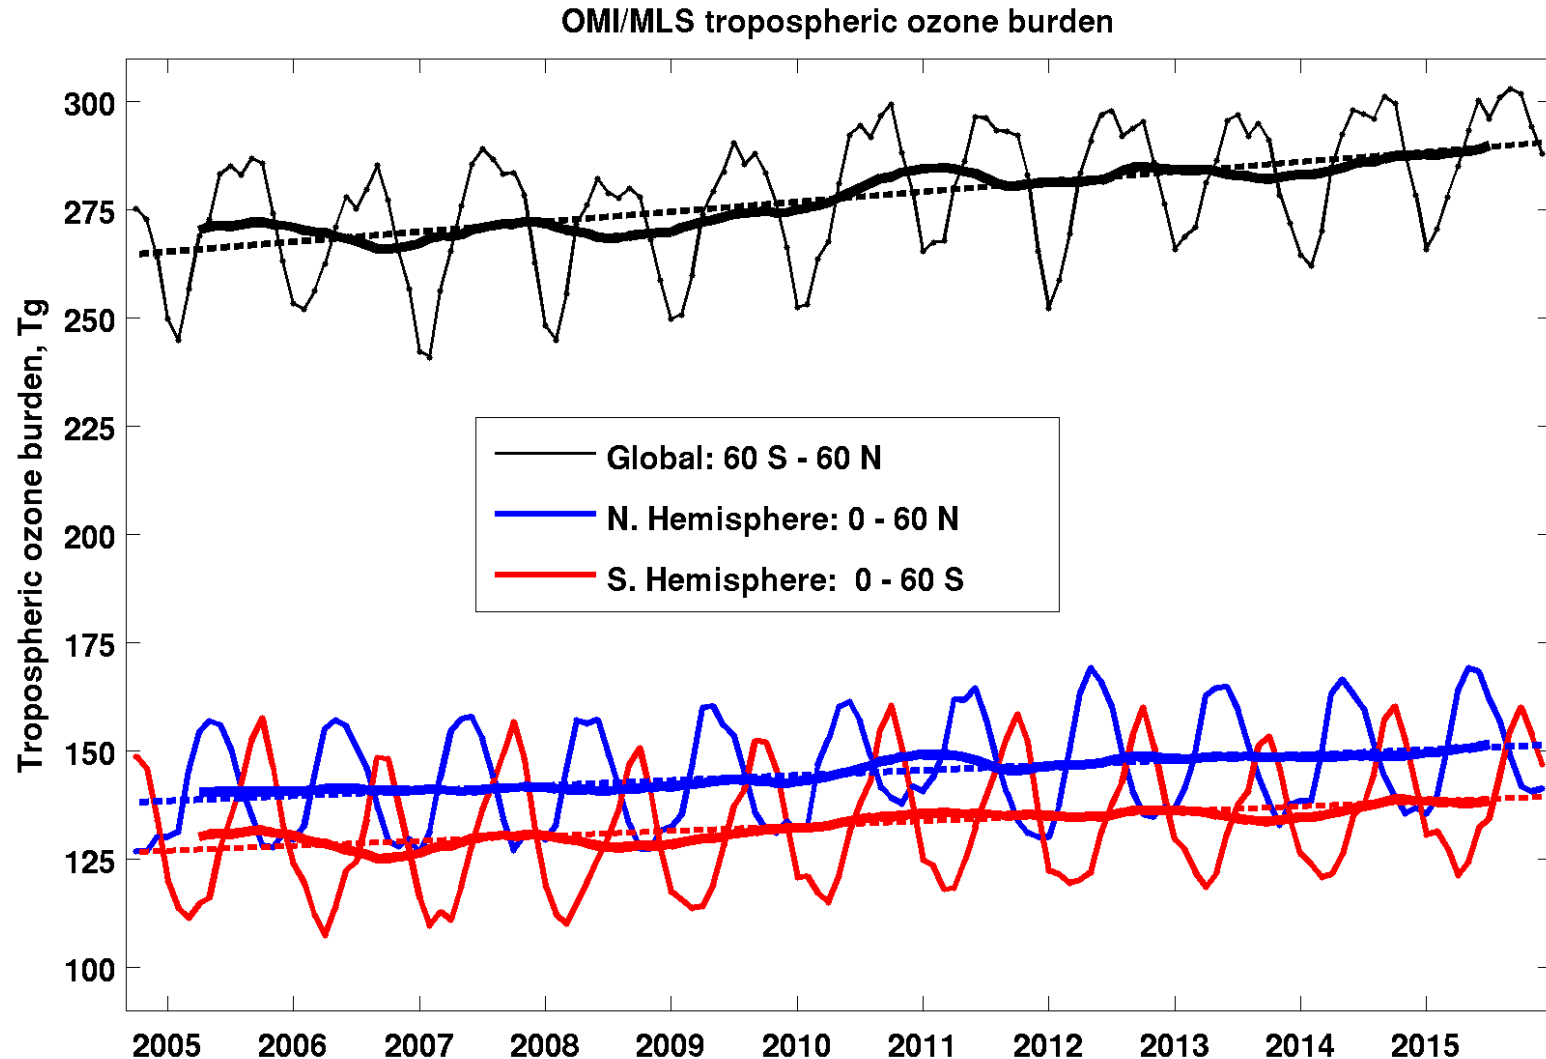 OMI/MLS tropospheric ozone burden
Tropospheric ozone burden, Tg
300
275
250
225
200
175
150
125
100
Global: 60 S - 60 N
N. Hemisphere: 0 - 60 N
S. Hemisphere:  0 - 60 S
2005 2006 2007 2008 2009 2010 2011 2012 2013 2014 2015